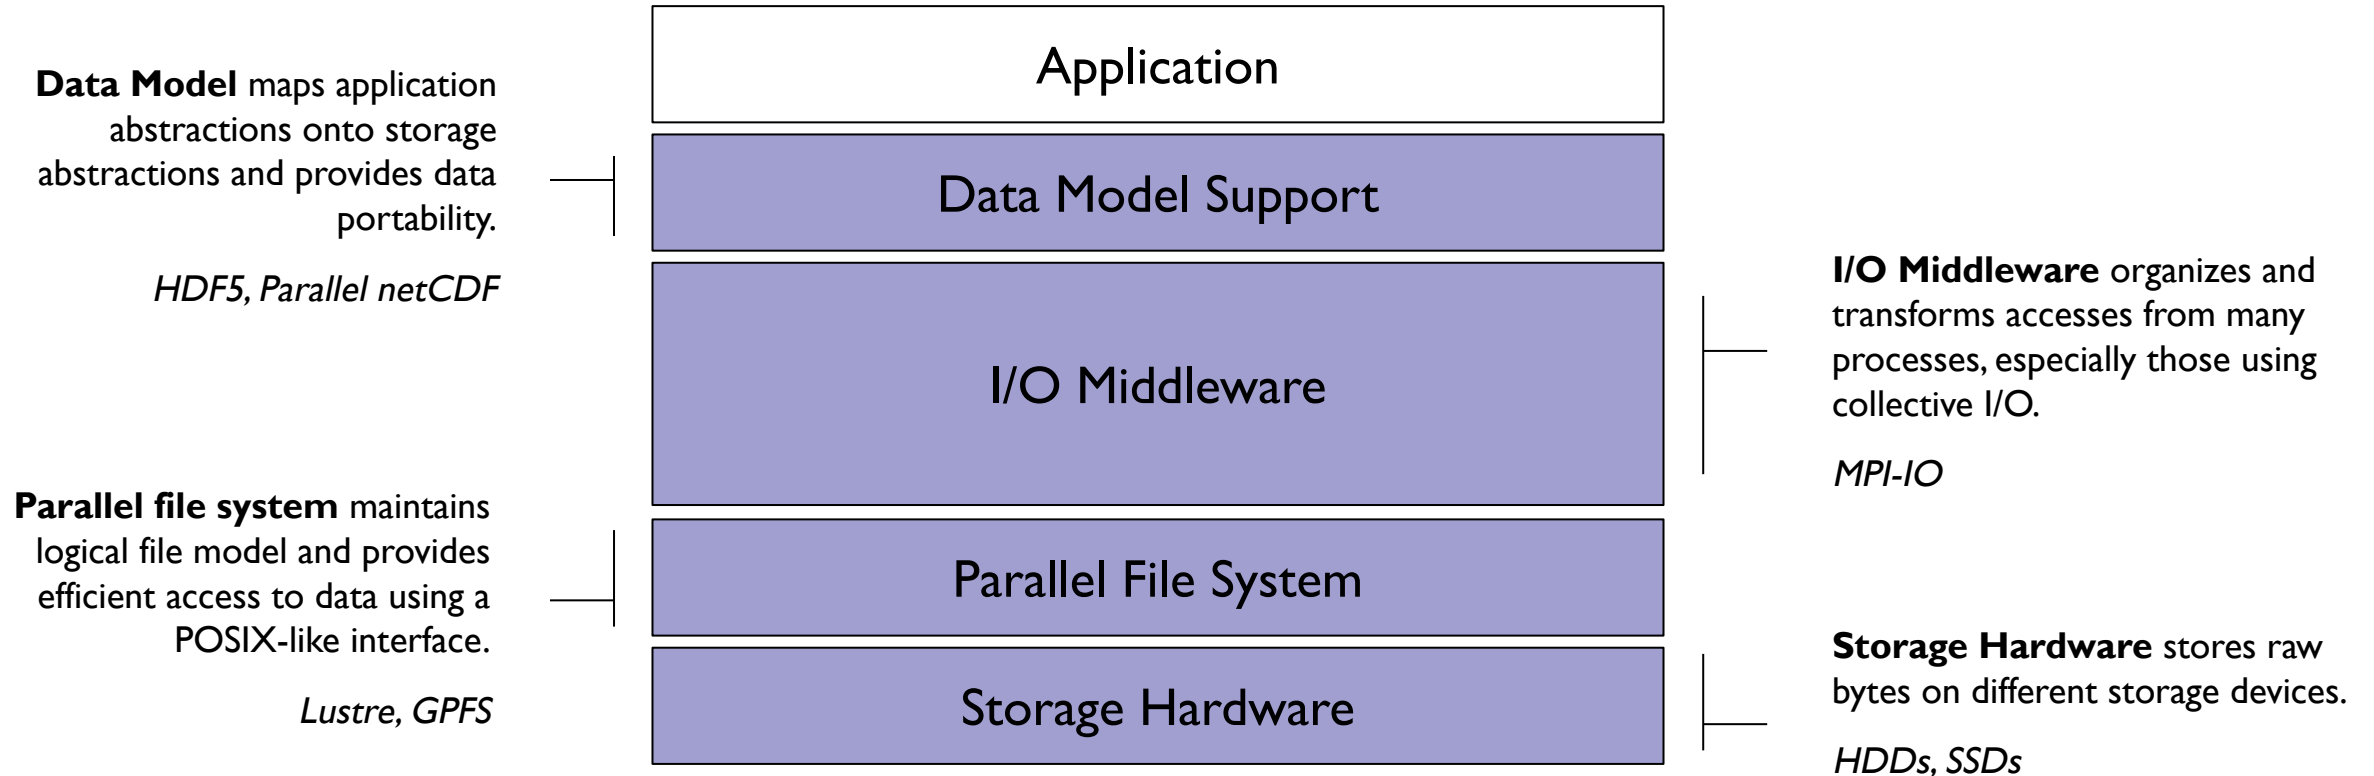 Application
Data Model maps application
abstractions onto storage
abstractions and provides data
portability.
HDF5, Parallel netCDF
Data Model Support
I/O Middleware
I/O Middleware organizes and
transforms accesses from many
processes, especially those using
collective I/O.
MPI-IO
Parallel file system maintains
logical file model and provides
efficient access to data using a
POSIX-like interface.
Lustre, GPFS
Parallel File System
Storage Hardware
Storage Hardware stores raw
bytes on different storage devices.
HDDs, SSDs